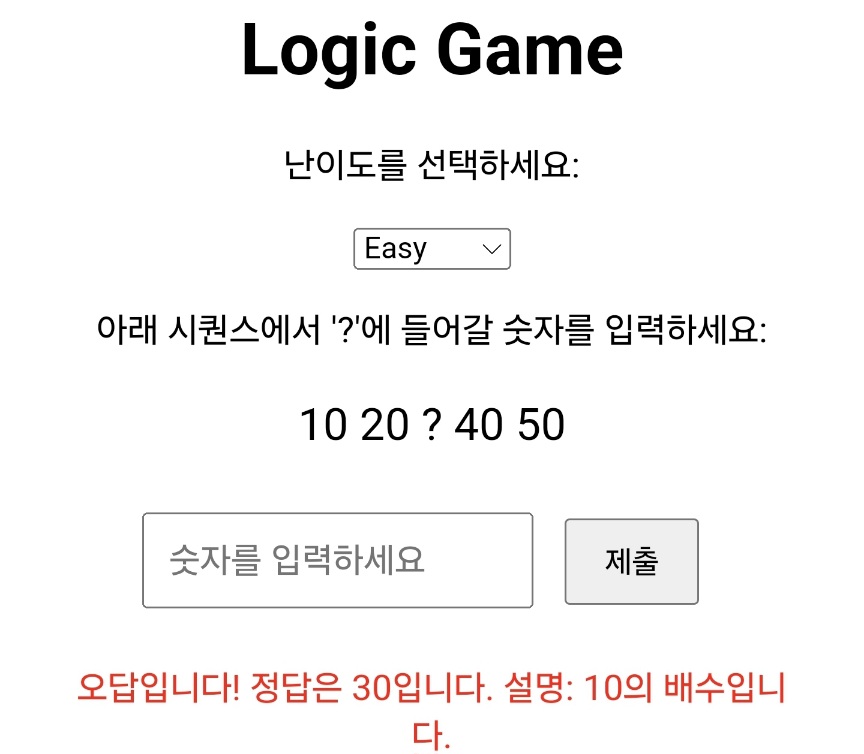 Logic Game
난이도를 선택하세요:
Easy
아래 시퀀스에서 '?'에 들어갈 숫자를 입력하세요:
10 20 ? 40 50
숫자를 입력하세요 제출
오답입니다! 정답은 30입니다. 설명: 10의 배수입니
다.